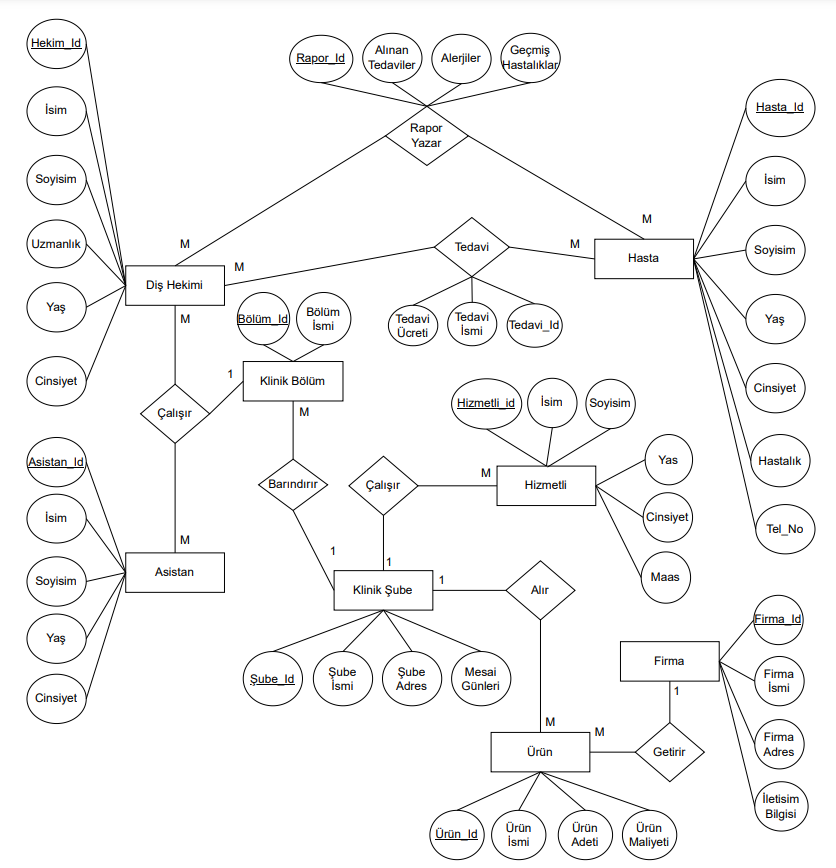 Hekim_Id
Rapor_Id
Alınan
Tedaviler
Alerjiler
Geçmiş
Hastalıklar
Hasta_Id
İsim
Rapor
Yazar
İsim
Soyisim
M
M
Uzmanlık
M
Tedavi
M
Hasta
Soyisim
Diş Hekimi
Yaş
M
Bölüm_Id
Bölüm
İsmi
Tedavi
Ücreti
Tedavi
İsmi
Tedavi_Id
Yaş
Cinsiyet
1
Klinik Bölüm
Cinsiyet
Çalışır
M
Hizmetli_id
İsim
Soyisim
Asistan_Id
Yas
Hastalık
Barındırır
Çalışır
M
Hizmetli
İsim
Cinsiyet
Tel_No
M
1
1
Asistan
Soyisim
Klinik Şube
1
Alır
Maas
Yaş
Firma_Id
Şube_Id
Şube
İsmi
Şube
Adres
Mesai
Günleri
Firma
Firma
İsmi
Cinsiyet
1
M
M
Ürün
Getirir
Firma
Adres
İletisim
Bilgisi
Ürün_Id
Ürün
İsmi
Ürün
Adeti
Ürün
Maliyeti